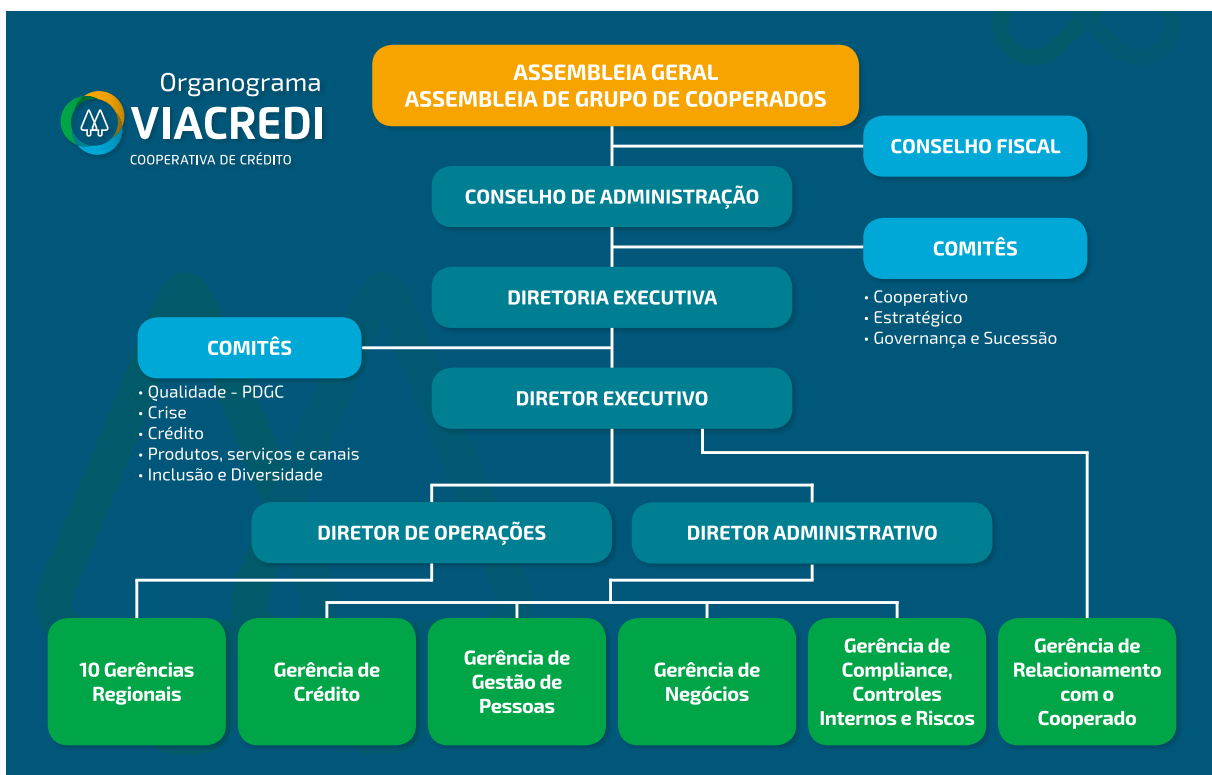 Organograma
VIACREDI
COOPERATIVA DE CRÉDITO
ASSEMBLEIA GERAL
ASSEMBLEIA DE GRUPO DE COOPERADOS
CONSELHO FISCAL
CONSELHO DE ADMINISTRAÇÃO
COMITÊS
• Cooperativo
• Estratégico
• Governança e Sucessão
DIRETORIA EXECUTIVA
COMITÊS
• Qualidade - PDGC
• Crise
• Crédito
• Produtos, serviços e canais
• Inclusão e Diversidade
DIRETOR EXECUTIVO
DIRETOR DE OPERAÇÕES
DIRETOR ADMINISTRATIVO
10 Gerências
Regionais
Gerência de
Crédito
Gerência de
Gestão de
Pessoas
Gerência de
Negócios
Gerência de
Compliance,
Controles
Internos e Riscos
Gerência de
Relacionamento
com o
Cooperado